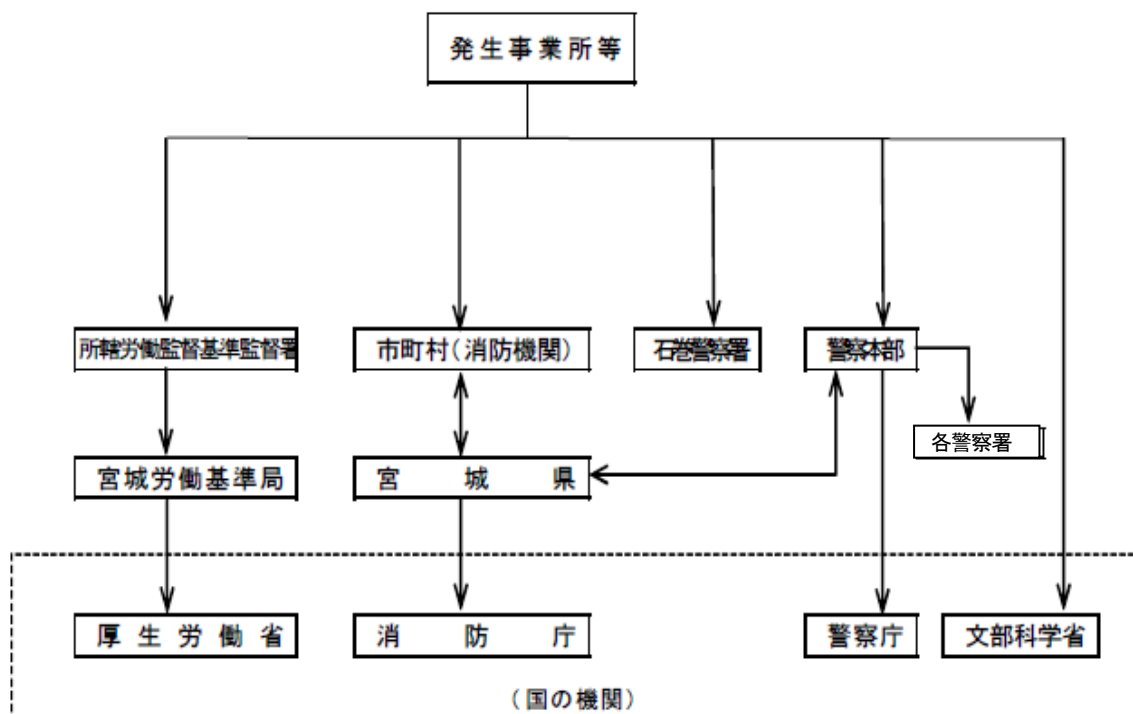 発生事業所等
所轄労働監督基準監督署
市町村(消防機関)
石巻警察署
警察本部
各警察署
宮城労働基準局
宮城県
厚生労働省
消防庁
警察庁
文部科学省
(国の機関)